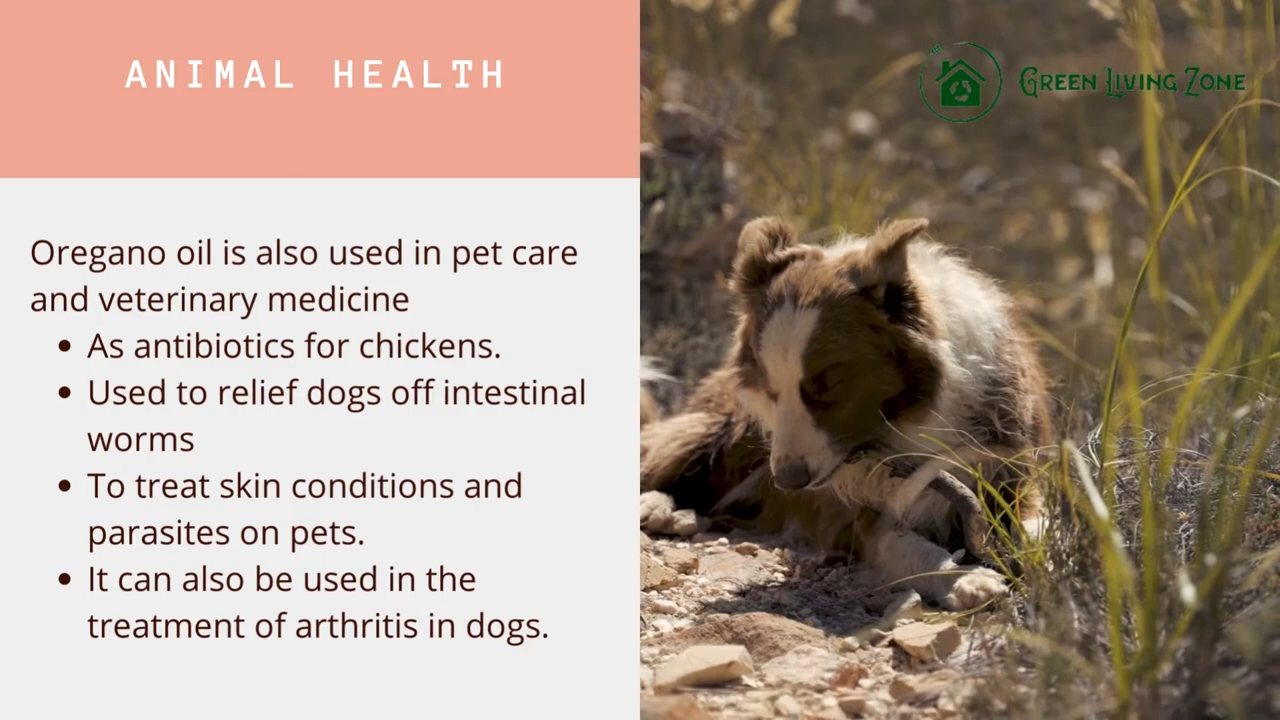 ANIMAL HEALTH
GREEN LIVING ZONE
Oregano oil is also used in pet care
and veterinary medicine
• As antibiotics for chickens.
• Used to relief dogs off intestinal
worms
• To treat skin conditions and
parasites on pets.
• It can also be used in the
treatment of arthritis in dogs.